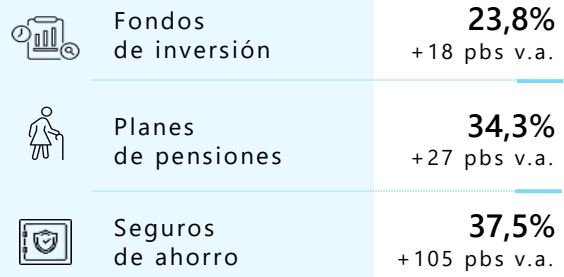 Fondos
de inversión
23,8%
+18 pbs v.a.
Planes
de pensiones
34,3%
+27 pbs v.a.
Seguros
de ahorro
37,5%
+105 pbs v.a.